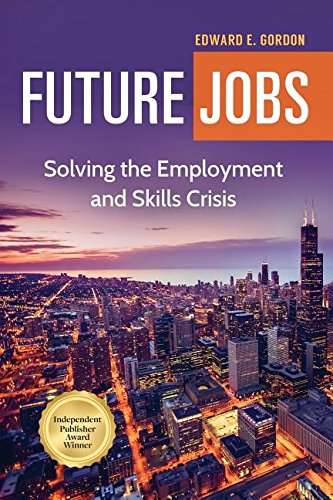 EDWARD E. GORDON
FUTURE JOBS
Solving the Employment
and Skills Crisis
Independent
Publisher
Award
Winner